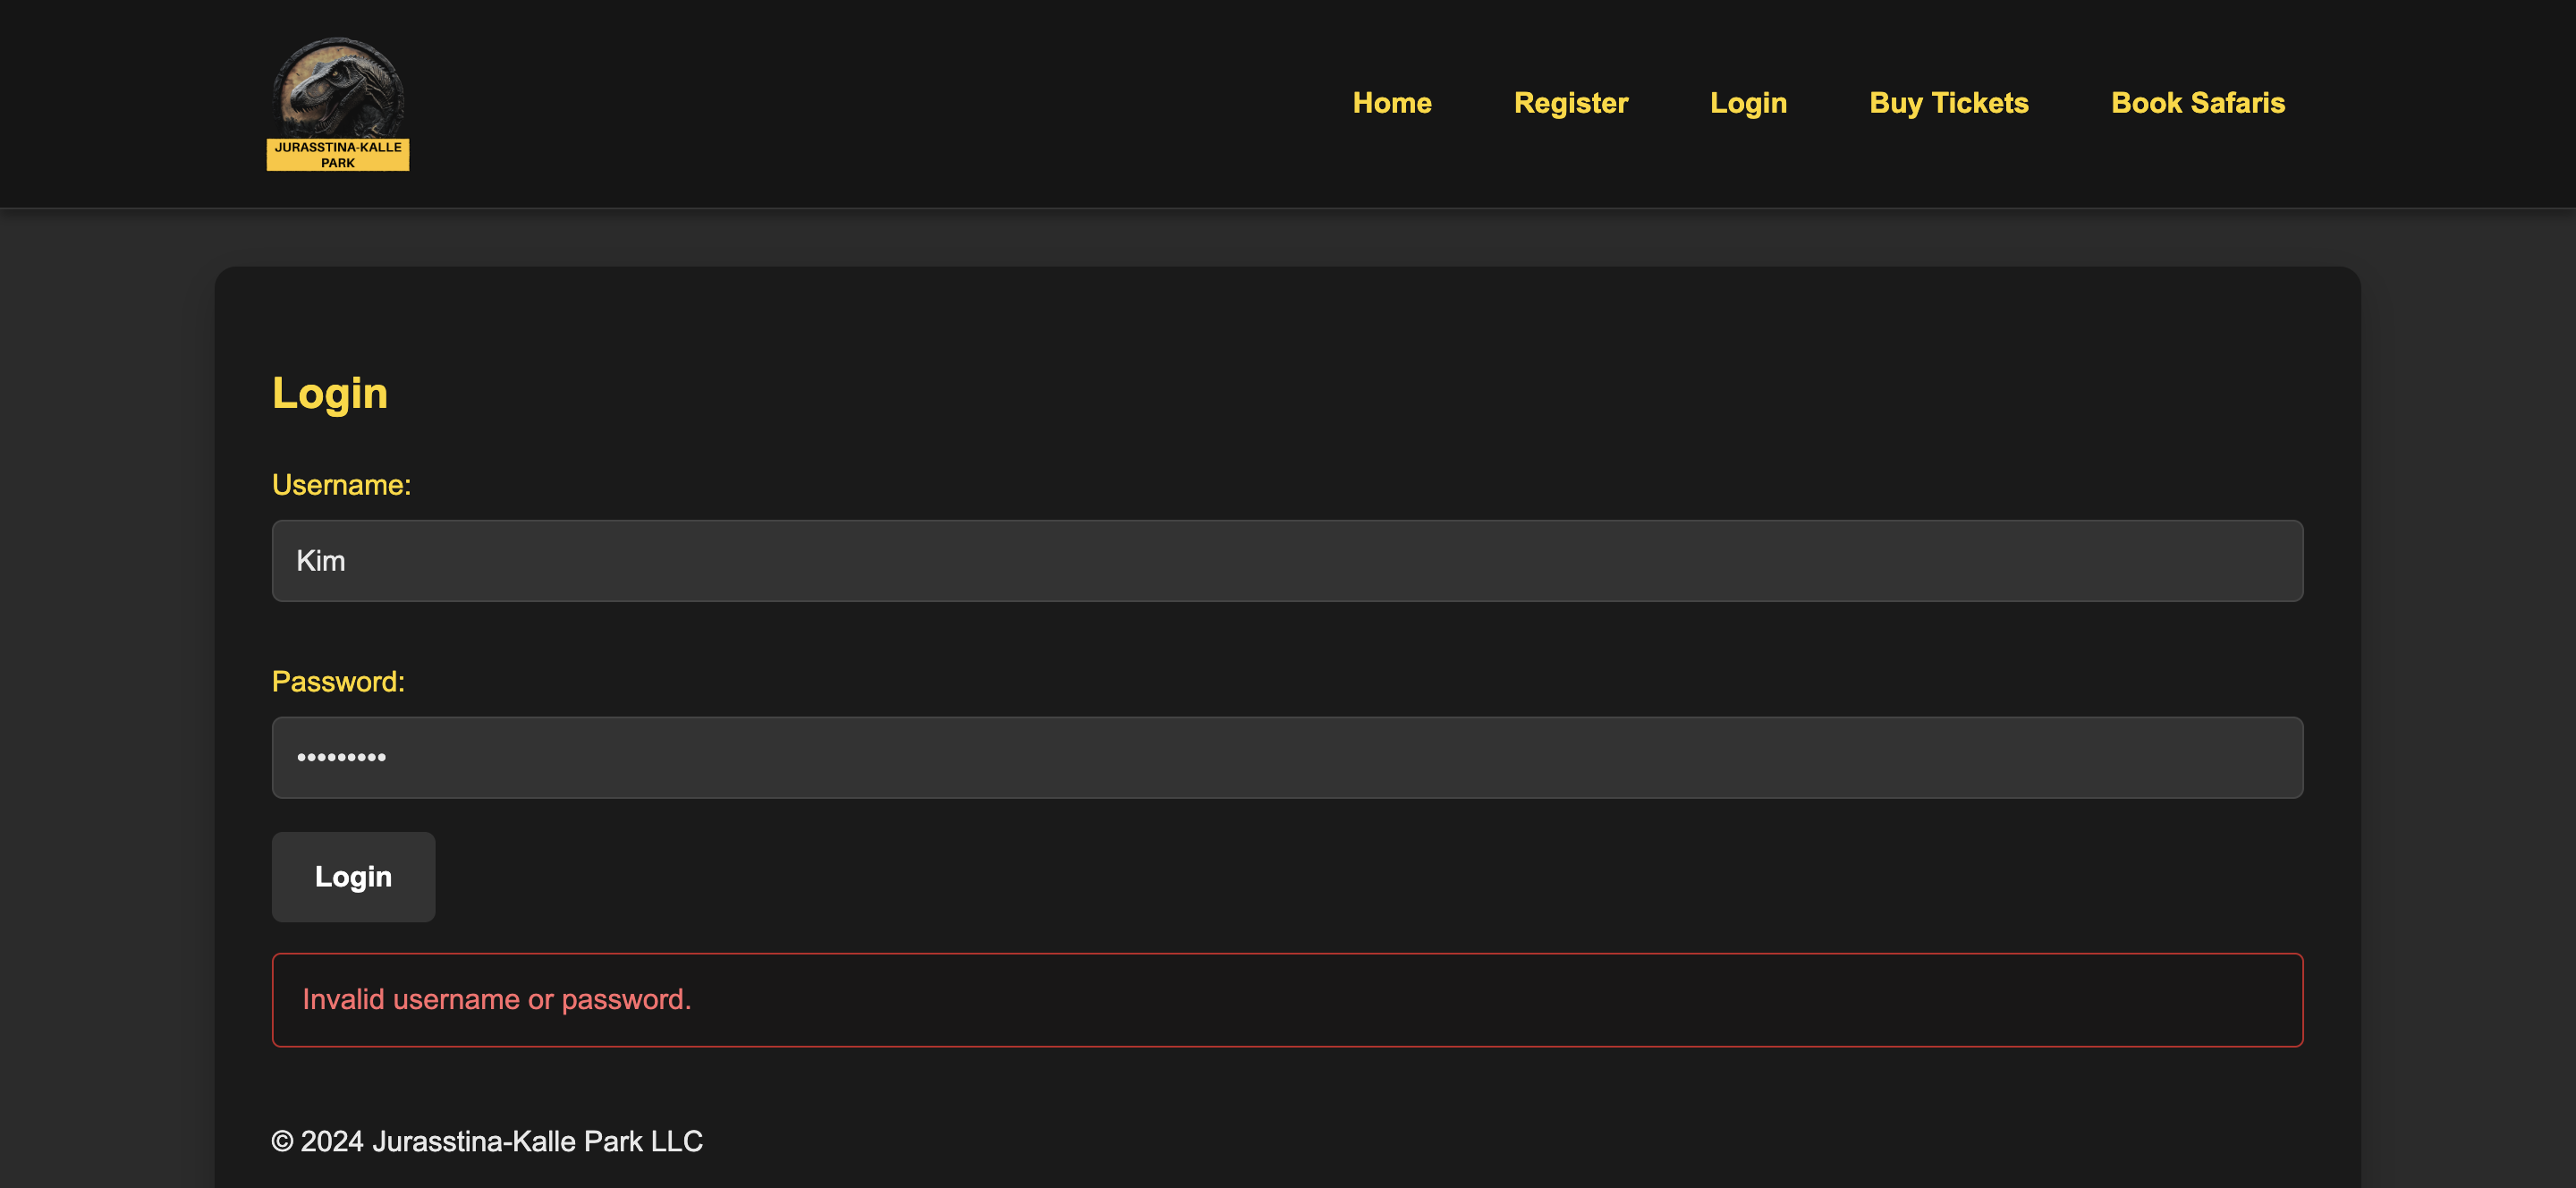 JURASSTINA-KALLE
PARK
Home Register Login Buy Tickets Book Safaris
Login
Username:
Kim
Password:
•••••••••
Login
Invalid username or password.
© 2024 Jurasstina-Kalle Park LLC